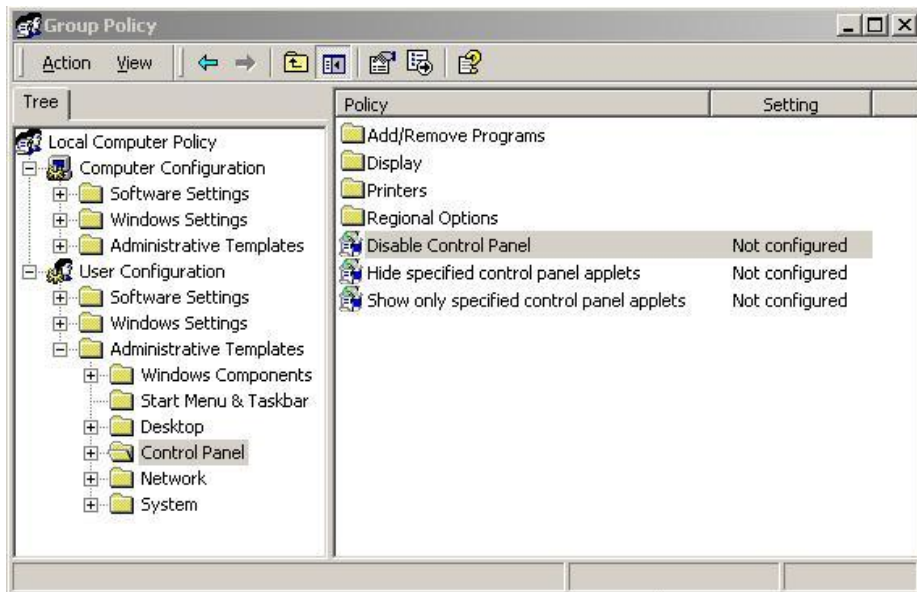 Group Policy
Action View
Tree
Local Computer Policy
Computer Configuration
Software Settings
Windows Settings
Administrative Templates
User Configuration
Software Settings
Windows Settings
Administrative Templates
Windows Components
Start Menu & Taskbar
Desktop
Control Panel
Network
System
Policy Setting
Add/Remove Programs
Display
Printers
Regional Options
Disable Control Panel Not configured
Hide specified control panel applets Not configured
Show only specified control panel applets Not configured